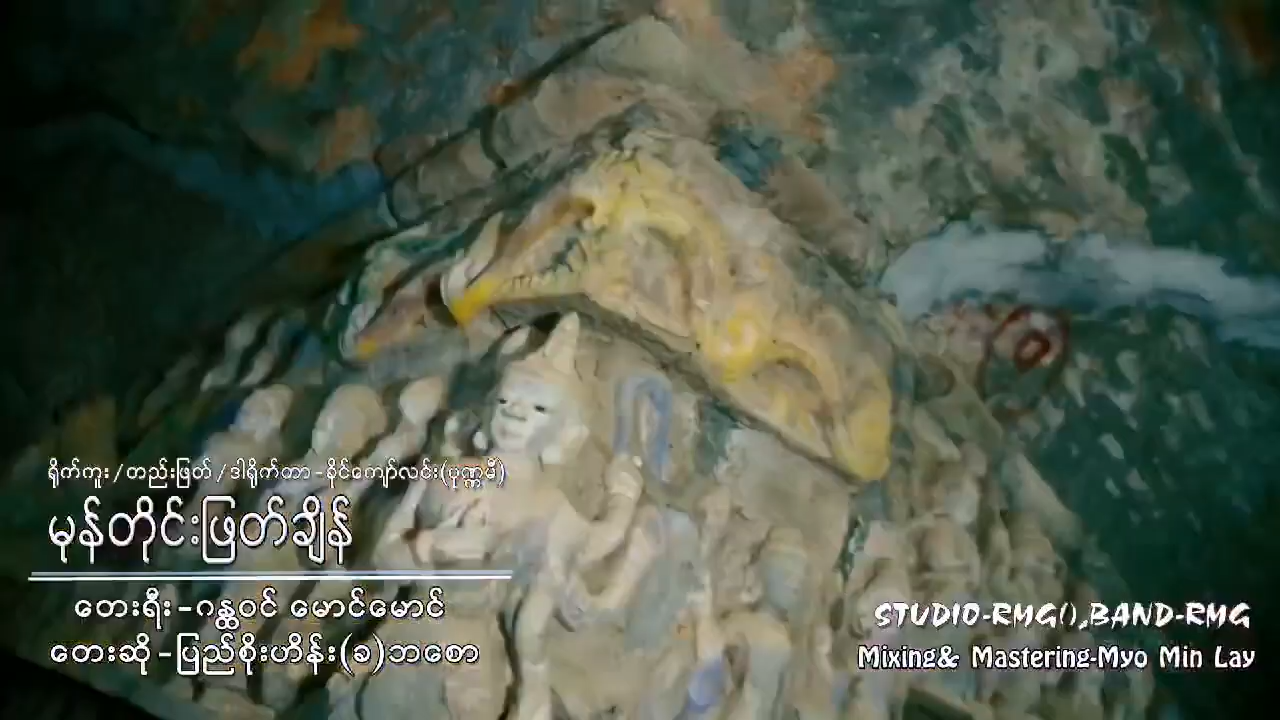 ရိုက်ကူး/တည်းဖြတ်/ဒါရိုက်တာ-ခိုင်ကျော်လင်း(ပုဏ္ဏမီ)
မုန်တိုင်းဖြတ်ချိန်
တေးရီး-ဂန္ထဝင် မောင်မောင်
တေးဆို-ပြည်စိုးဟိန်း(ခ)ဘစော
STUDIO-RMG(),BAND-RMG
Mixing& Mastering-Myo Min Lay